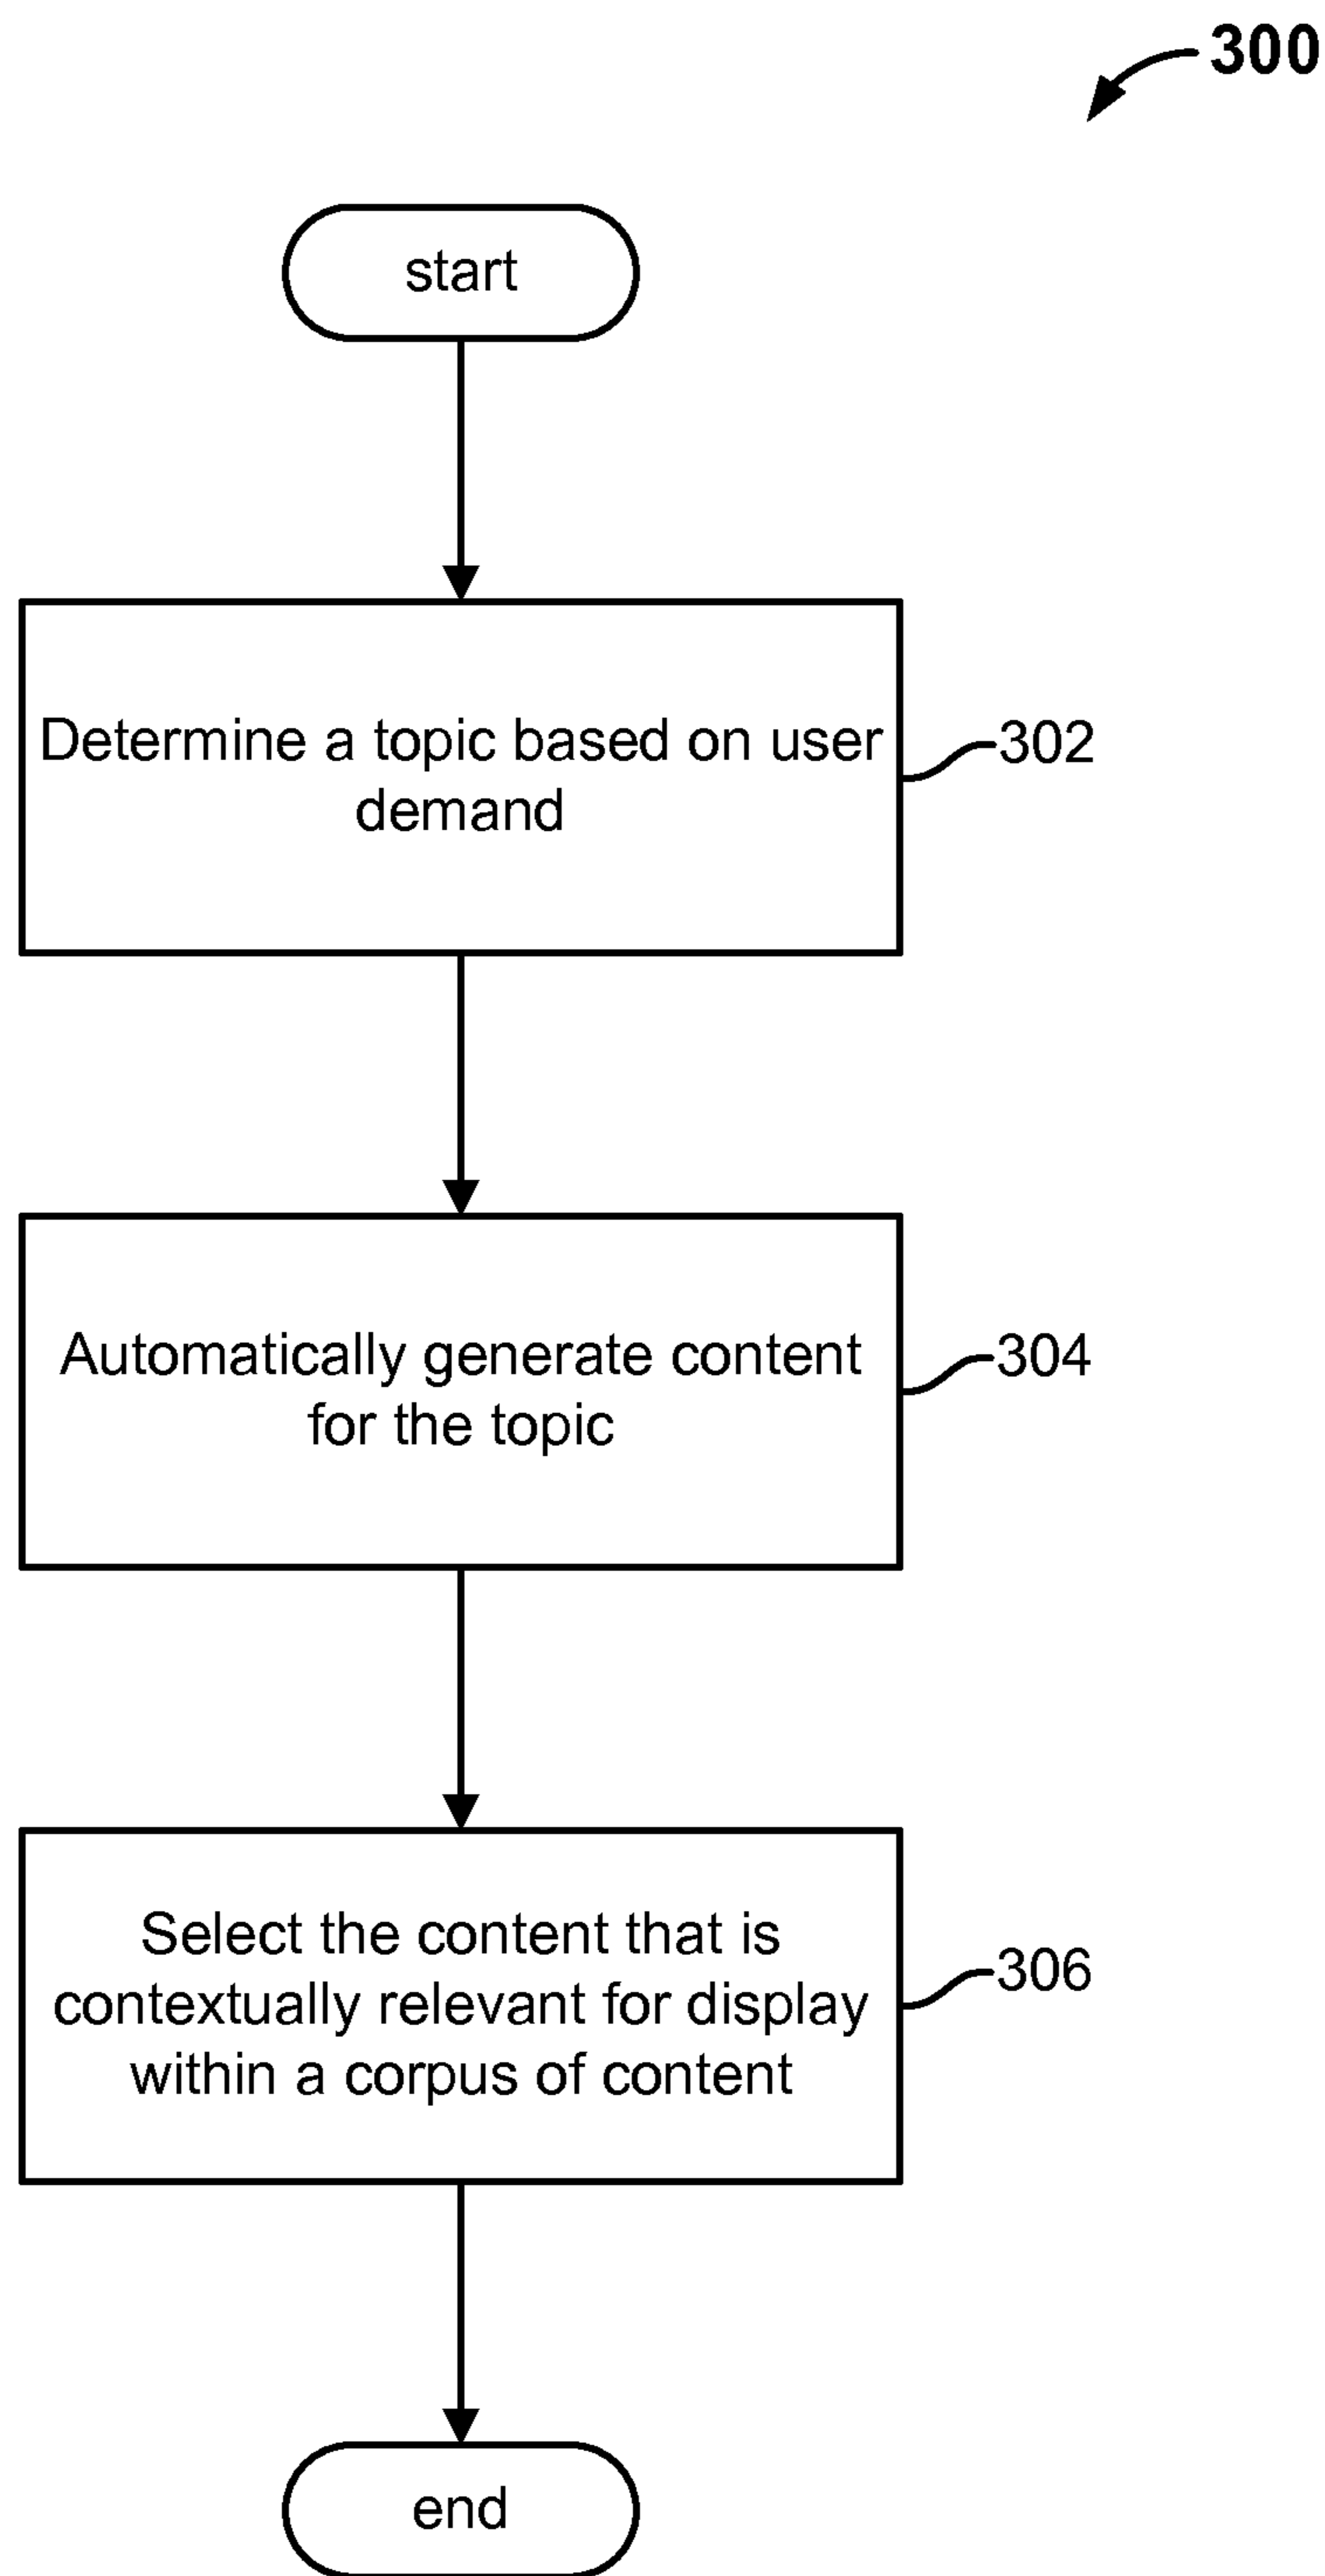 300
start
Determine a topic based on user
demand
302
Automatically generate content
for the topic
304
Select the content that is
contextually relevant for display
within a corpus of content
306
end